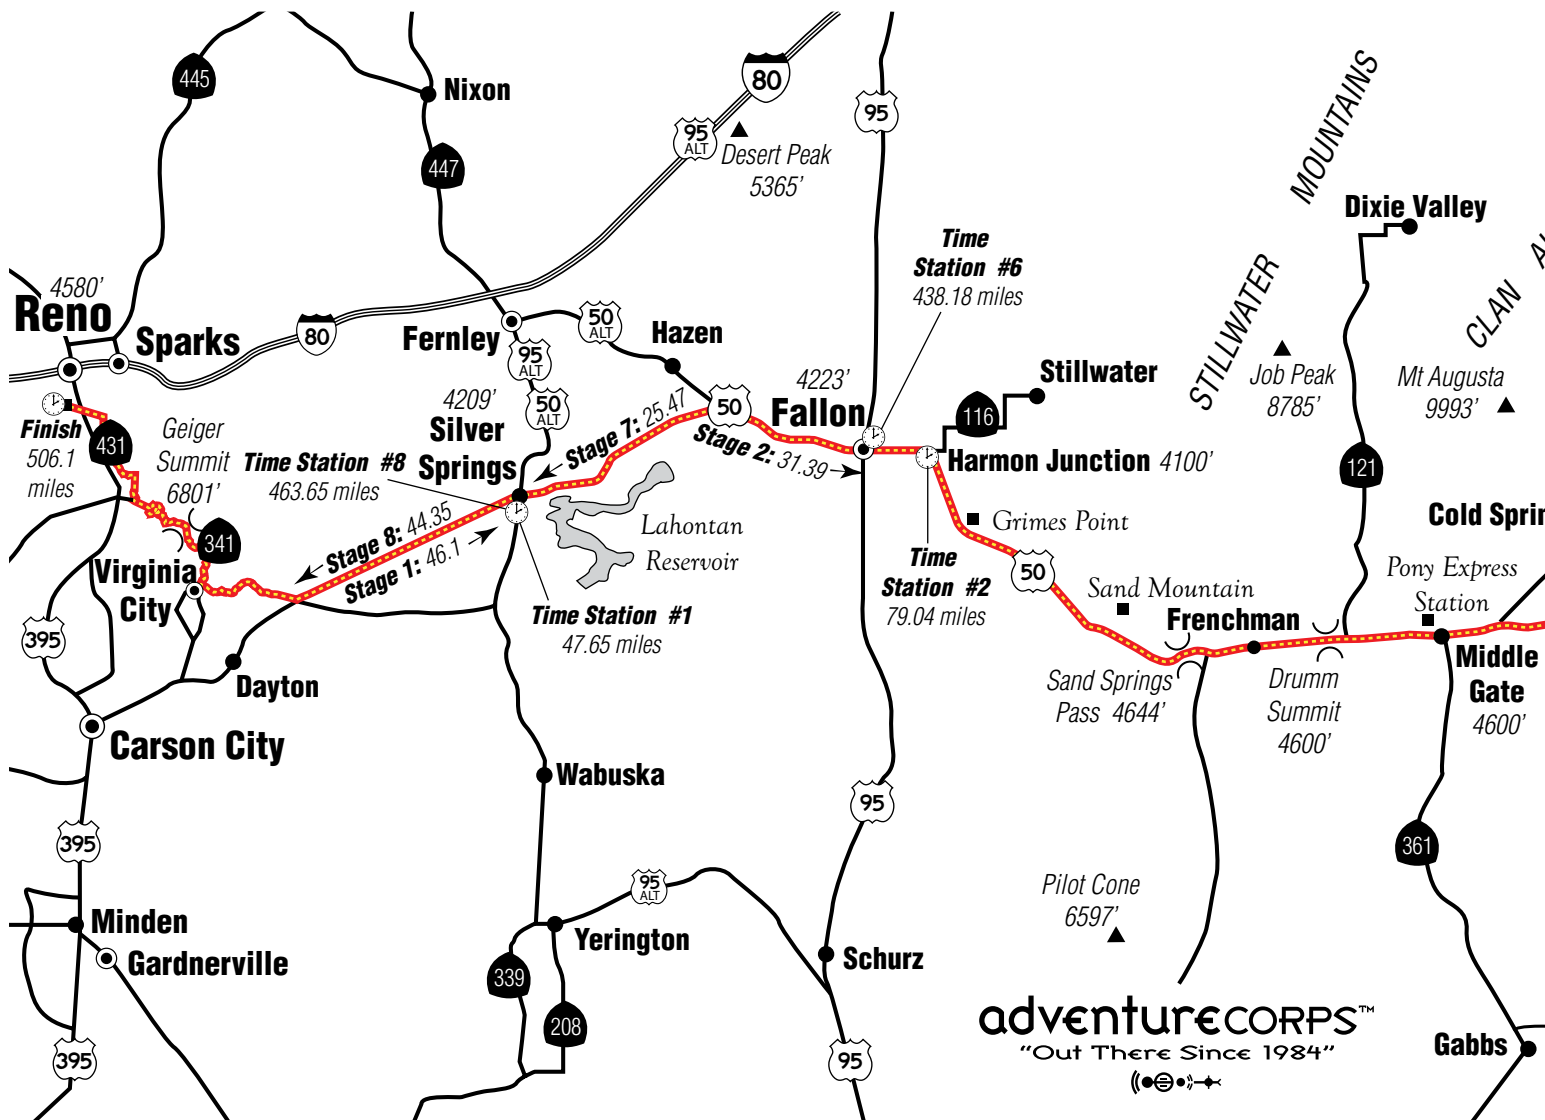 445
Nixon
447
80
95
ALT
Desert Peak
5365'
95
MOUNTAINS
Dixie Valley
STILLWATER
CLAN
Time
Station #6
438.18 miles
4580'
Reno
Sparks
80
Fernley
50
ALT
Hazen
95
ALT
50
ALT
4209'
Silver
Springs
Stage 7: 25.47
50
Stage 2: 31.39
4223'
Fallon
116
Stillwater
Job Peak
8785'
Mt Augusta
9993'
Finish
506.1
miles
431
Geiger
Summit
6801'
341
Time Station #8
463.65 miles
Harmon Junction 4100'
121
Cold Sprin
Grimes Point
Lahontan
Reservoir
Stage 8: 44.35
Stage 1: 46.1
Virginia
City
Time Station #1
47.65 miles
Time
Station #2
79.04 miles
50
Sand Mountain
Frenchman
Pony Express
Station
395
Dayton
Sand Springs
Pass 4644'
Drumm
Summit
4600'
Middle
Gate
4600'
Carson City
Wabuska
95
395
361
Pilot Cone
6597'
95
ALT
Minden
Gardnerville
Yerington
339
208
Schurz
395
95
adventureCORPS™
"Out There Since 1984"
Gabbs